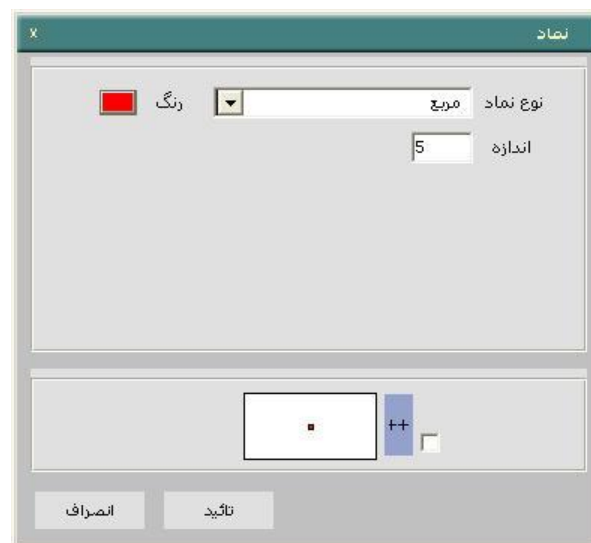 نماد x
نوع نماد مربع رنگ
اندازه 5
++
تائید انصراف